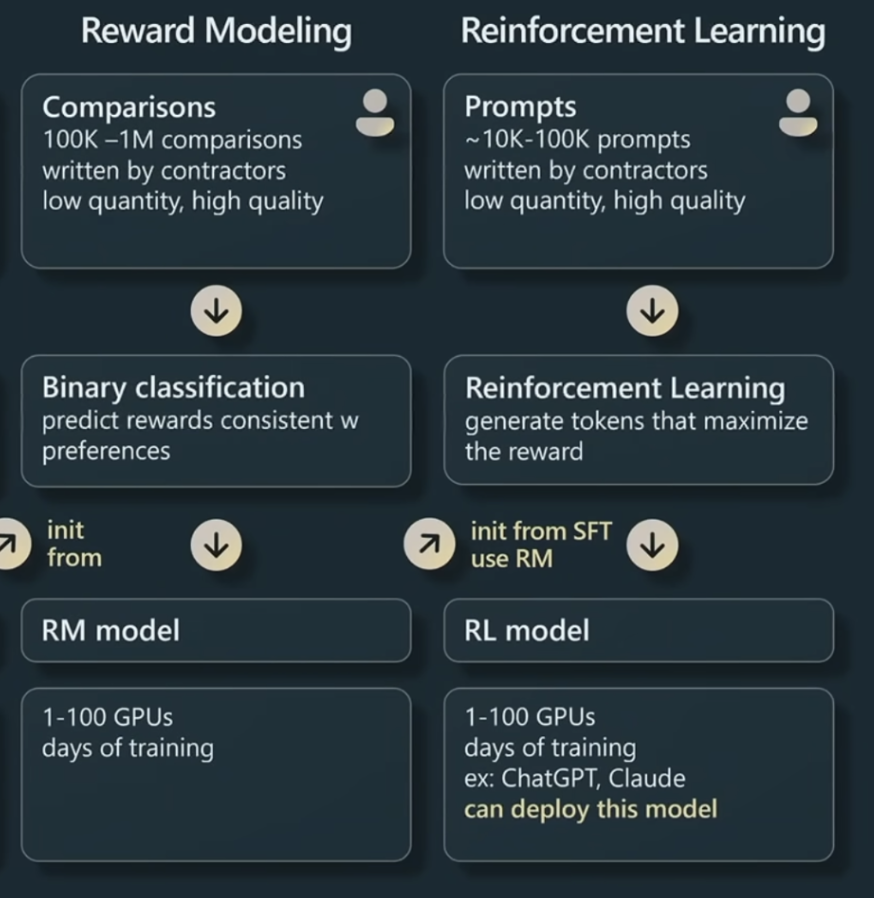 Reward Modeling
Comparisons
100K –1M comparisons
written by contractors
low quantity, high quality
Binary classification
predict rewards consistent w
preferences
init
from
RM model
1-100 GPUs
days of training
Reinforcement Learning
Prompts
~10K-100K prompts
written by contractors
low quantity, high quality
Reinforcement Learning
generate tokens that maximize
the reward
init from SFT
use RM
RL model
1-100 GPUs
days of training
ex: ChatGPT, Claude
can deploy this model